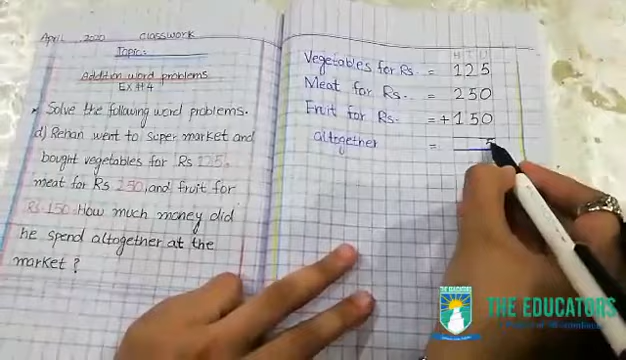 April, 2020 classwork
Topic:
Addition word problems
EX #4
* Solve the following word problems.
d) Rehan went to super market and
bought vegetables for Rs 125,
meat for Rs 250, and fruit for
Rs 150. How much money did
he spend altogether at the
market?
H T U
Vegetables for Rs. = 125
Meat for Rs. = 250
Fruit for Rs. = + 150
altogether = 5
THE EDUCATORS